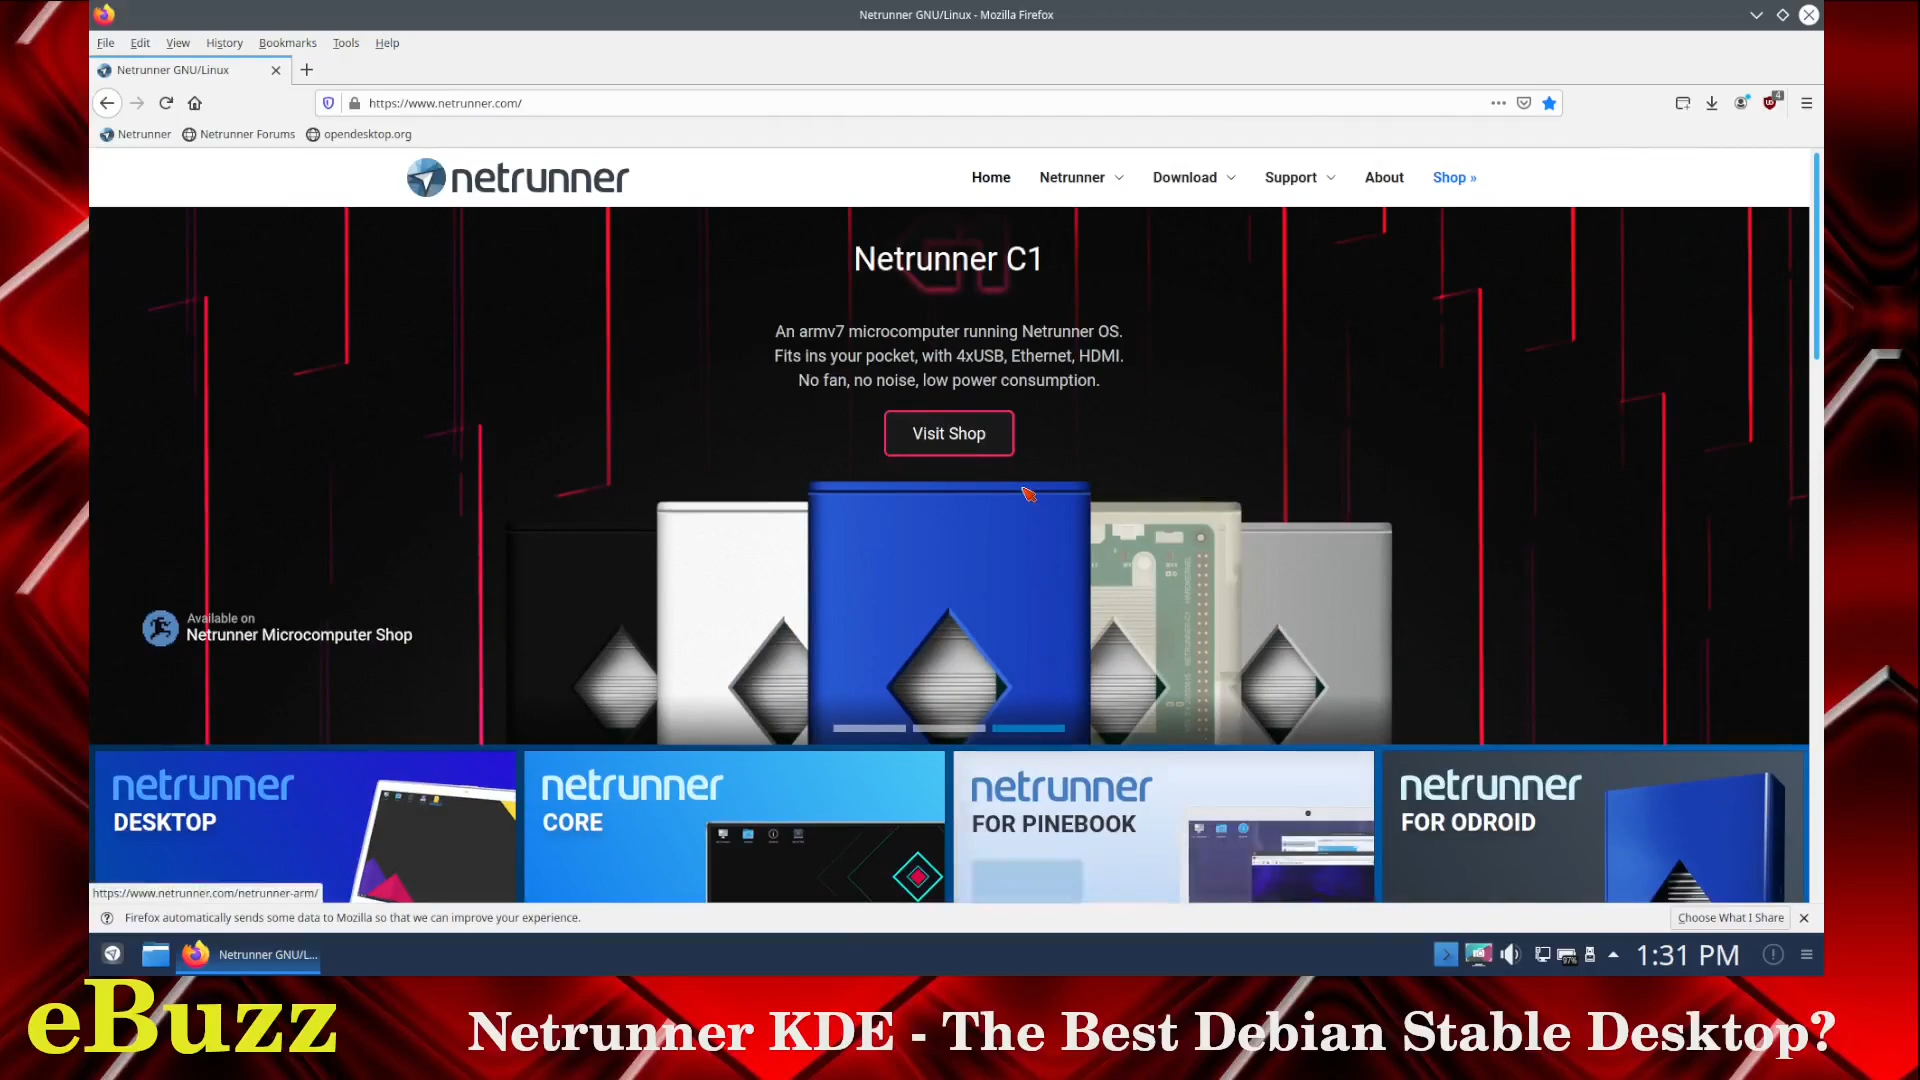 Netrunner GNU/Linux - Mozilla Firefox
File Edit View History Bookmarks Tools Help
Netrunner GNU/Linux
https://www.netrunner.com/
4
Netrunner Netrunner Forums opendesktop.org
netrunner
Home Netrunner Download Support About Shop »
Netrunner C1
An armv7 microcomputer running Netrunner OS.
Fits ins your pocket, with 4xUSB, Ethernet, HDMI.
No fan, no noise, low power consumption.
Visit Shop
Available on
Netrunner Microcomputer Shop
netrunner
DESKTOP
netrunner
CORE
netrunner
FOR PINEBOOK
netrunner
FOR ODROID
https://www.netrunner.com/netrunner-arm/
Firefox automatically sends some data to Mozilla so that we can improve your experience.
Choose What I Share
Netrunner GNU/L...
97%
1:31 PM
eBuzz
Netrunner KDE - The Best Debian Stable Desktop?